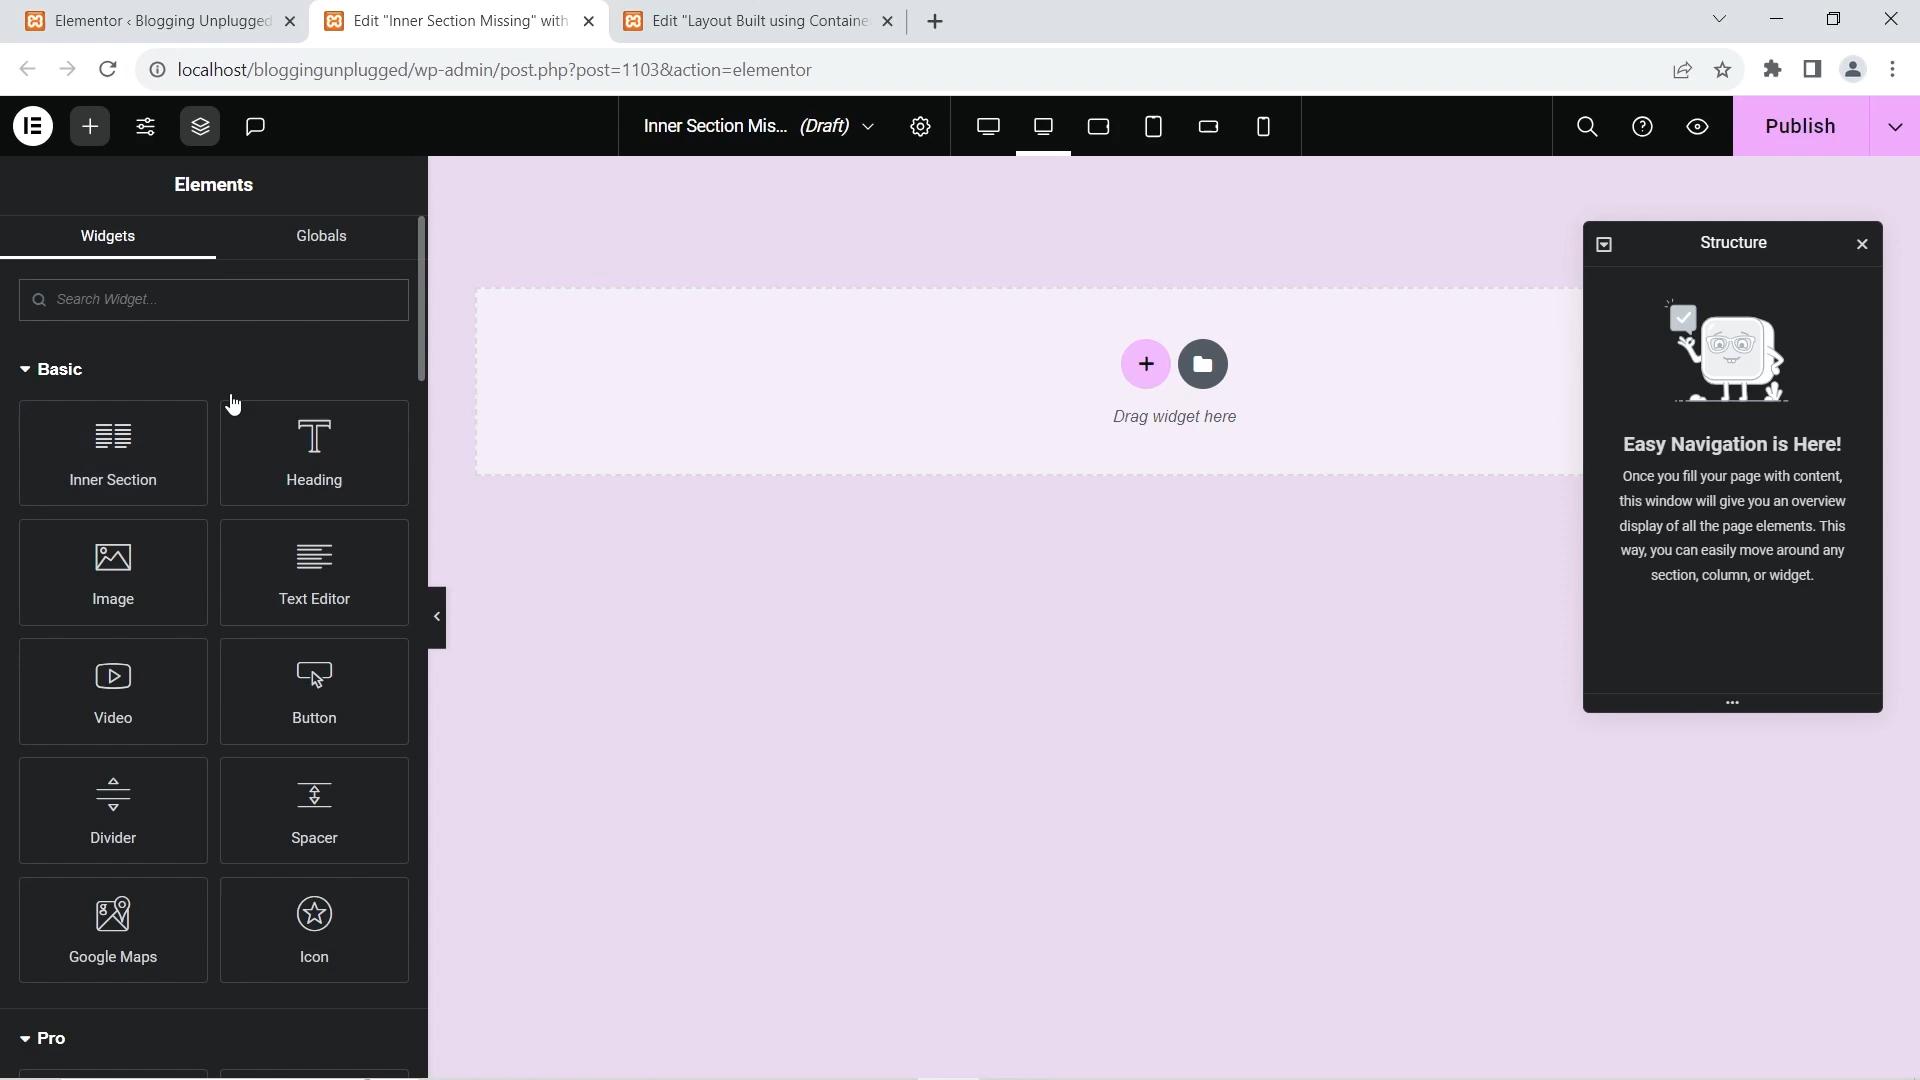 Elementor ‹ Blogging Unplugged
Edit "Inner Section Missing" with
Edit "Layout Built using Containe
localhost/bloggingunplugged/wp-admin/post.php?post=1103&action=elementor
Inner Section Mis... (Draft)
Publish
Elements
Widgets
Globals
Search Widget...
Basic
Inner Section
Heading
Image
Text Editor
Video
Button
Divider
Spacer
Google Maps
Icon
Pro
Drag widget here
Structure
Easy Navigation is Here!
Once you fill your page with content,
this window will give you an overview
display of all the page elements. This
way, you can easily move around any
section, column, or widget.